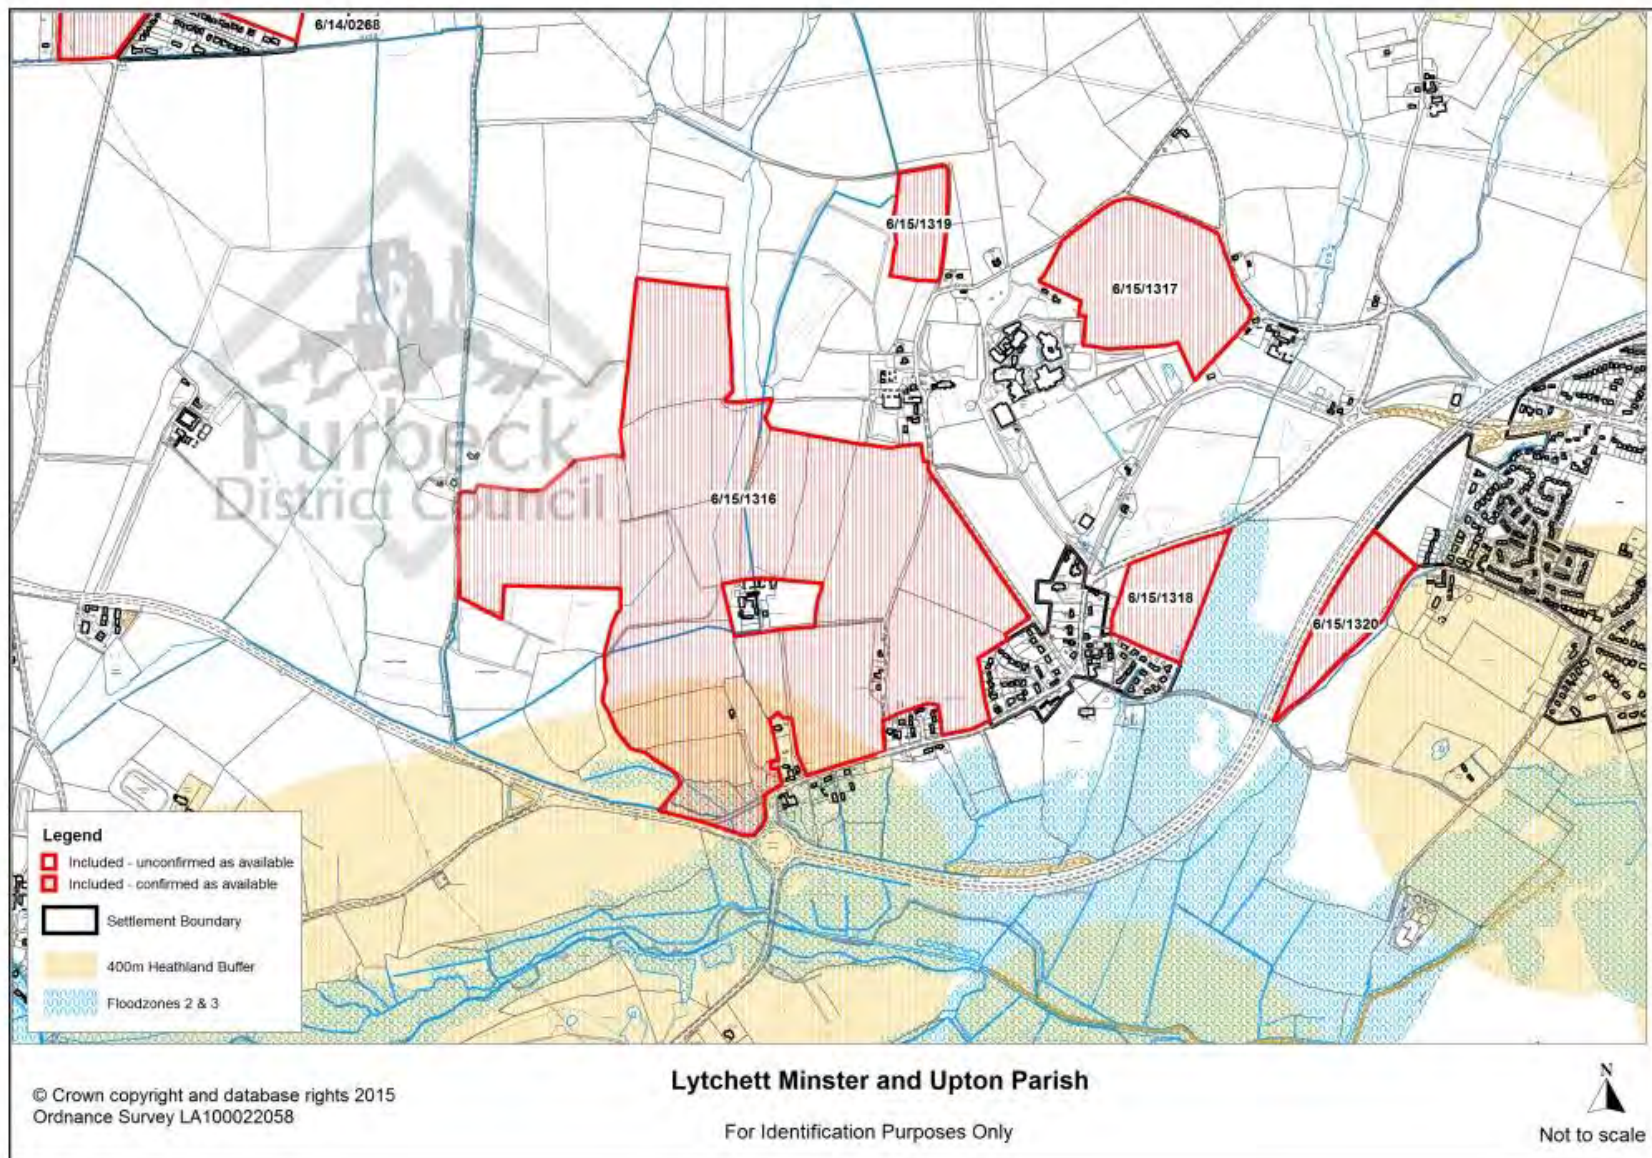 6/14/0268
6/15/1319
6/15/1317
Purbeck
District Council
6/15/1316
6/15/1318
6/15/1320
Legend
Included - unconfirmed as available
Included - confirmed as available
Settlement Boundary
400m Heathland Buffer
Floodzones 2 & 3
© Crown copyright and database rights 2015
Ordnance Survey LA100022058
Lytchett Minster and Upton Parish
For Identification Purposes Only
N
Not to scale